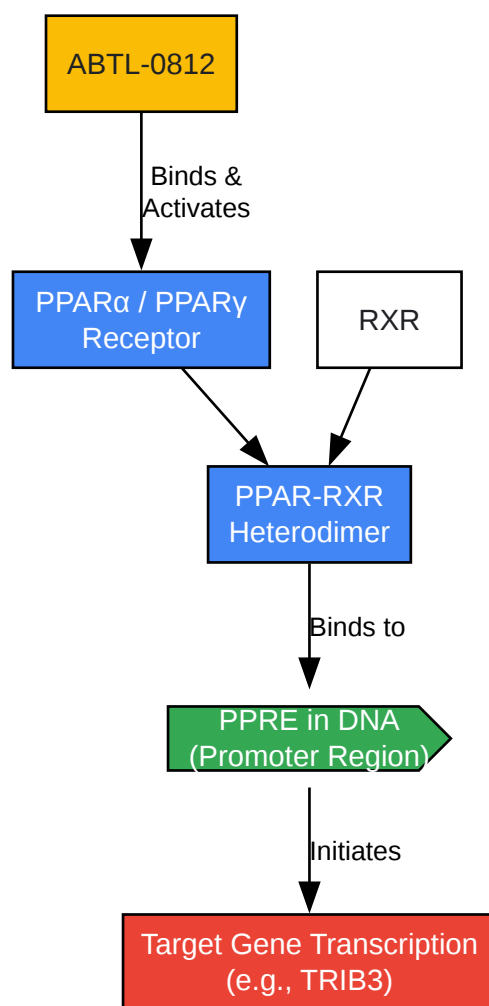 ABTL-0812
Binds &
Activates
PPARα / PPARγ
Receptor
RXR
PPAR-RXR
Heterodimer
Binds to
PPRE in DNA
(Promoter Region)
Initiates
Target Gene Transcription
(e.g., TRIB3)